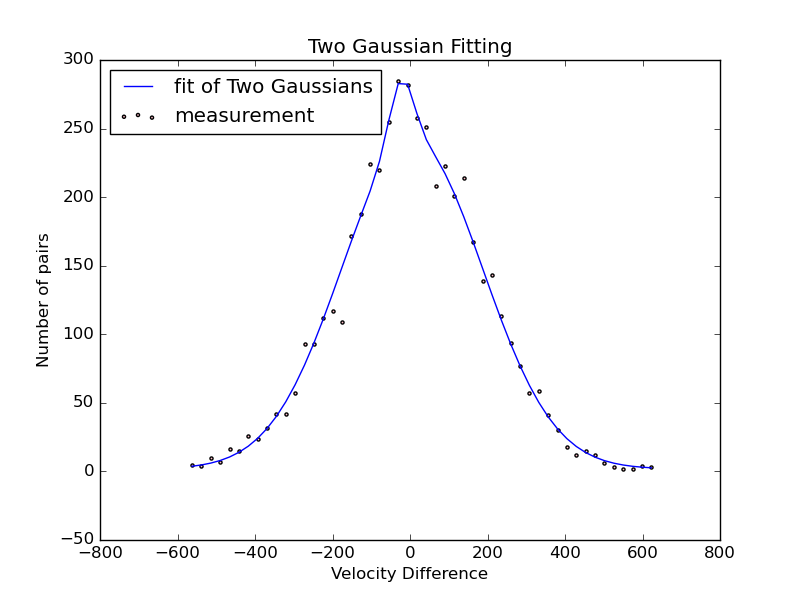 Two Gaussian Fitting
fit of Two Gaussians
measurement
300
250
200
150
100
50
0
−50
Number of pairs
−800 −600 −400 −200 0 200 400 600 800
Velocity Difference